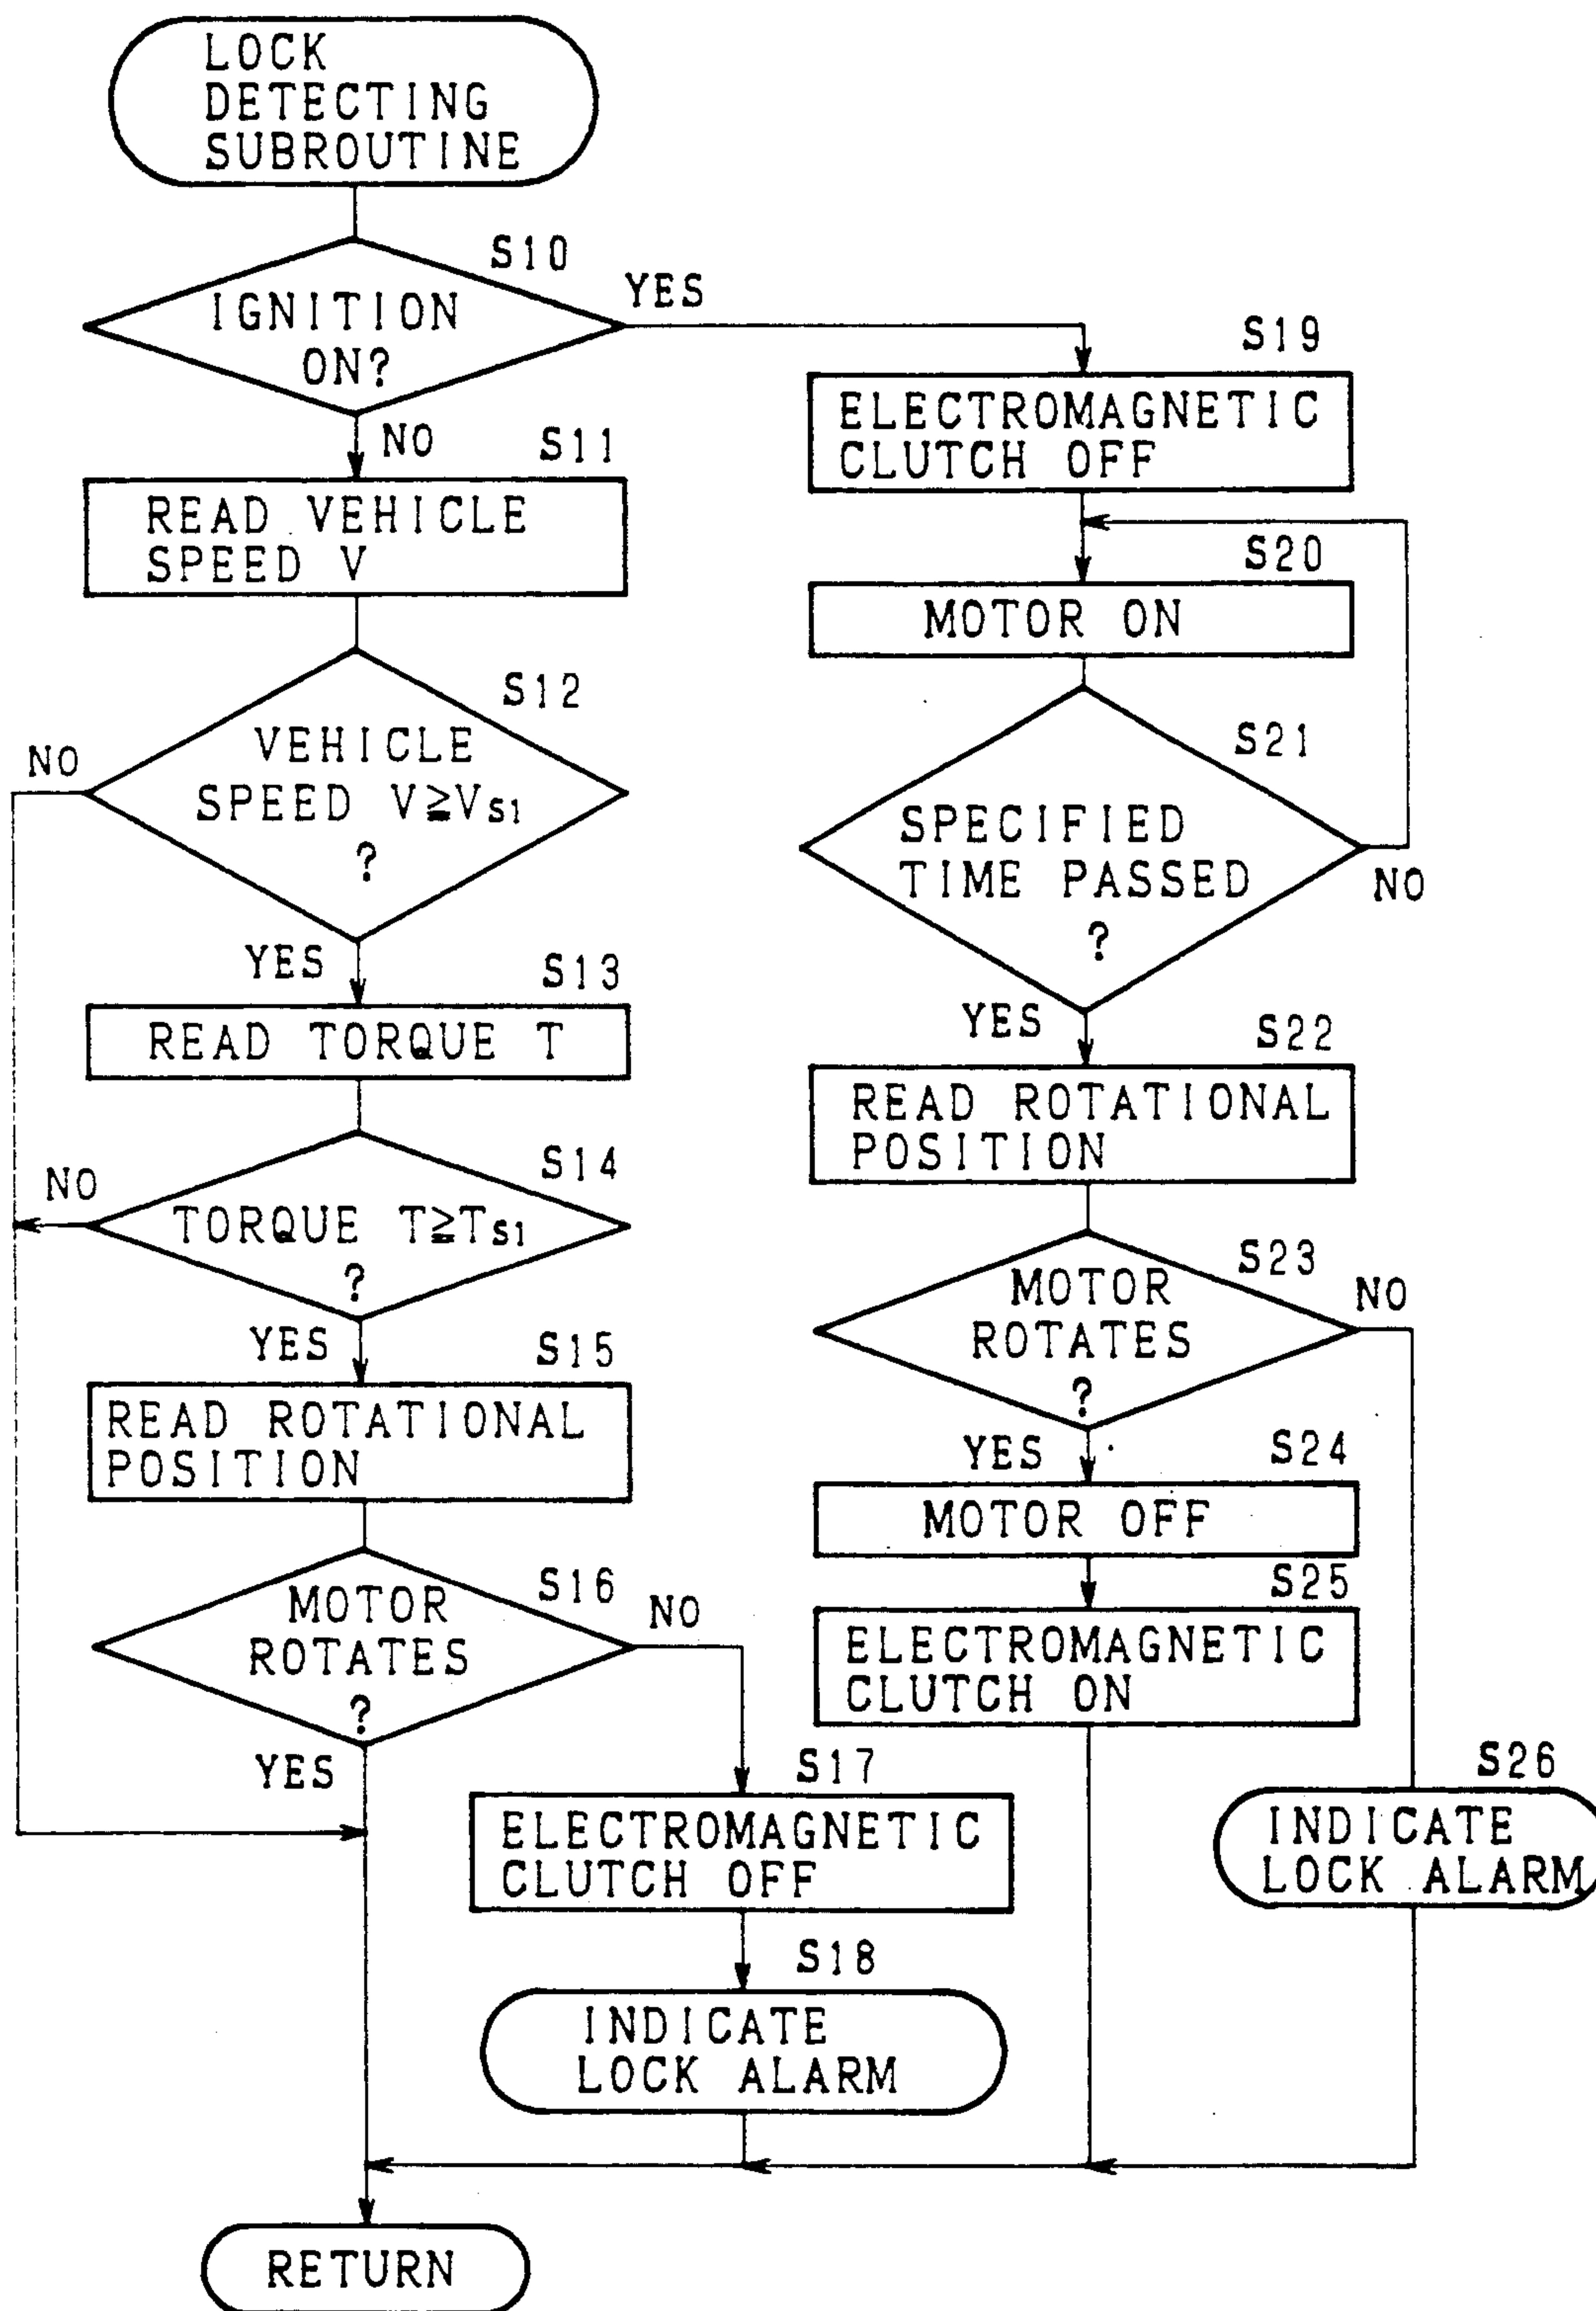 LOCK
DETECTING
SUBROUTINE
S10
IGNITION
ON?
YES
NO
S11
READ VEHICLE
SPEED V
S12
VEHICLE
SPEED V≧Vs1
?
NO
YES
S13
READ TORQUE T
S14
TORQUE T≧Ts1
?
NO
YES
S15
READ ROTATIONAL
POSITION
S16
MOTOR
ROTATES
?
NO
YES
S17
ELECTROMAGNETIC
CLUTCH OFF
S18
INDICATE
LOCK ALARM
S19
ELECTROMAGNETIC
CLUTCH OFF
S20
MOTOR ON
S21
SPECIFIED
TIME PASSED
?
NO
YES
S22
READ ROTATIONAL
POSITION
S23
MOTOR
ROTATES
?
NO
YES
S24
MOTOR OFF
S25
ELECTROMAGNETIC
CLUTCH ON
S26
INDICATE
LOCK ALARM
RETURN